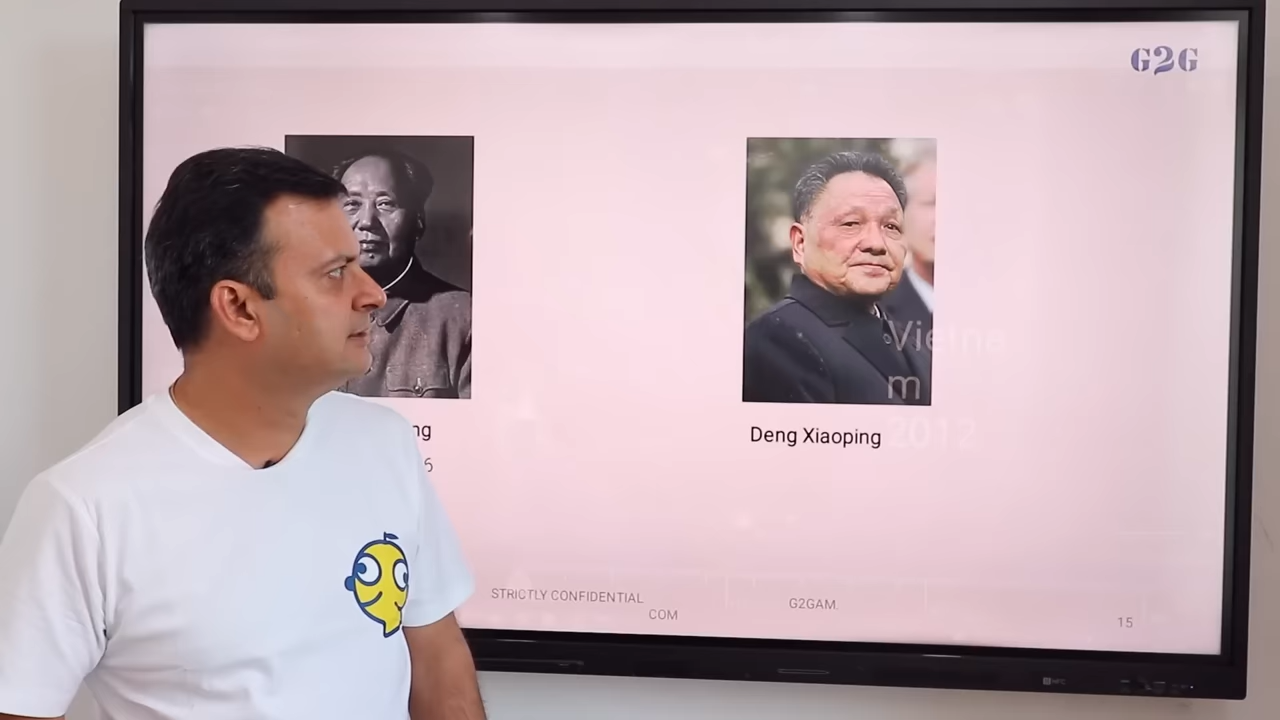 G2G
Vietna
m
2012
ng
6
Deng Xiaoping
STRICTLY CONFIDENTIAL
COM
G2GAM.
15